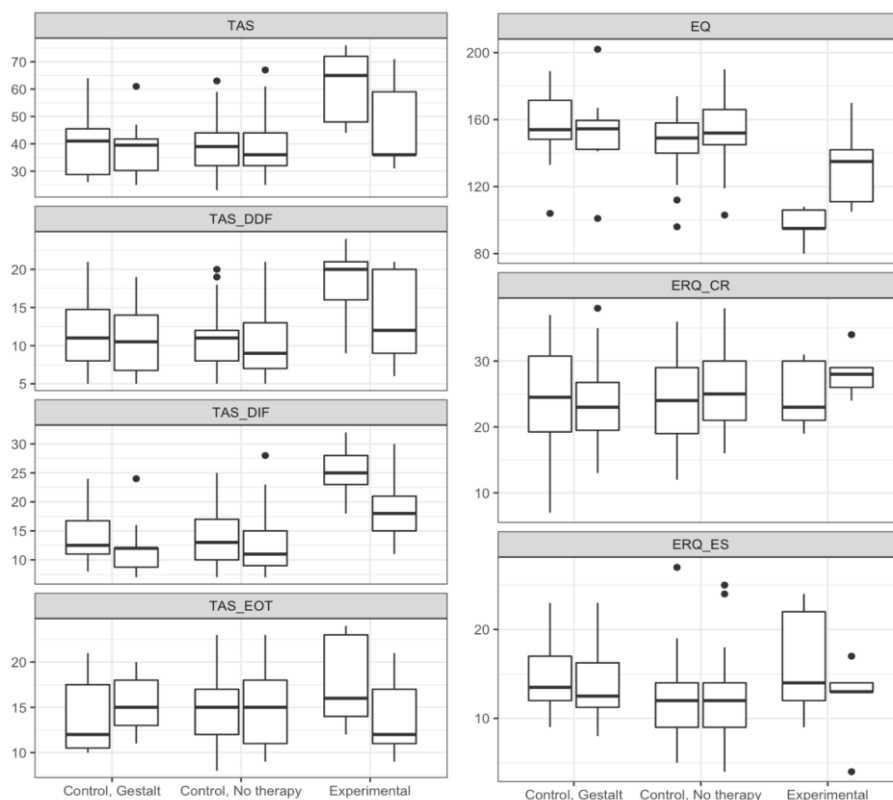 TAS
70
60
50
40
30
TAS_DDF
20
15
10
5
TAS_DIF
30
25
20
15
10
TAS_EOT
20
15
10
Control, Gestalt Control, No therapy Experimental
EQ
200
160
120
80
ERQ_CR
30
20
10
ERQ_ES
20
10
Control, Gestalt Control, No therapy Experimental